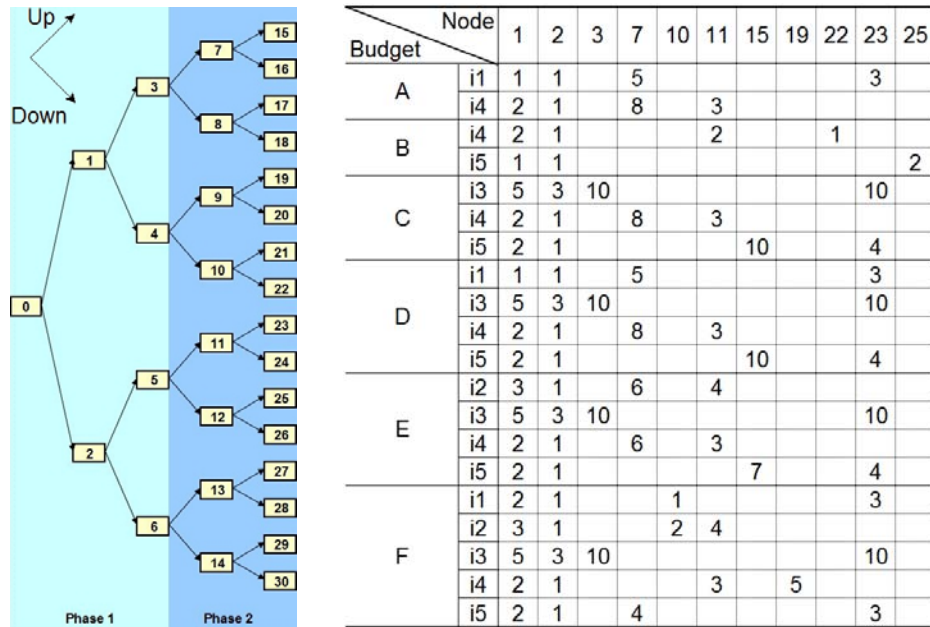 Up
Down
0
1
2
3
4
5
6
7
8
9
10
11
12
13
14
15
16
17
18
19
20
21
22
23
24
25
26
27
28
29
30
Phase 1 Phase 2
Node
Budget
1 2 3 7 10 11 15 19 22 23 25
A
i1 1 1 5 3
i4 2 1 8 3
B
i4 2 1 2 1
i5 1 1 2
C
i3 5 3 10 10
i4 2 1 8 3
i5 2 1 10 4
D
i1 1 1 5 3
i3 5 3 10 10
i4 2 1 8 3
i5 2 1 10 4
E
i2 3 1 6 4
i3 5 3 10 10
i4 2 1 6 3
i5 2 1 7 4
F
i1 2 1 1 3
i2 3 1 2 4
i3 5 3 10 10
i4 2 1 3 5
i5 2 1 4 3